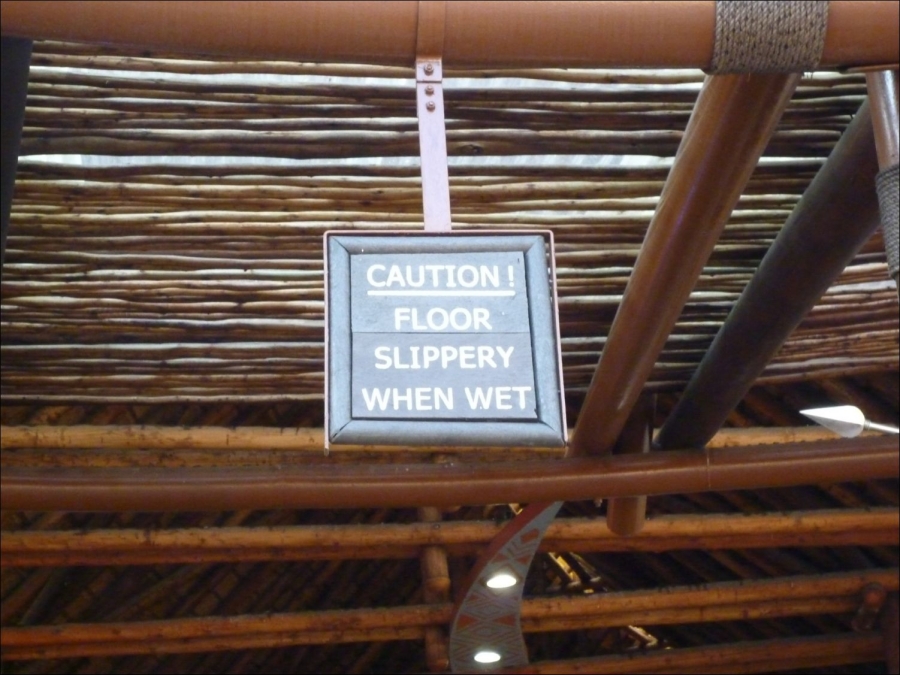 CAUTION!
FLOOR
SLIPPERY
WHEN WET